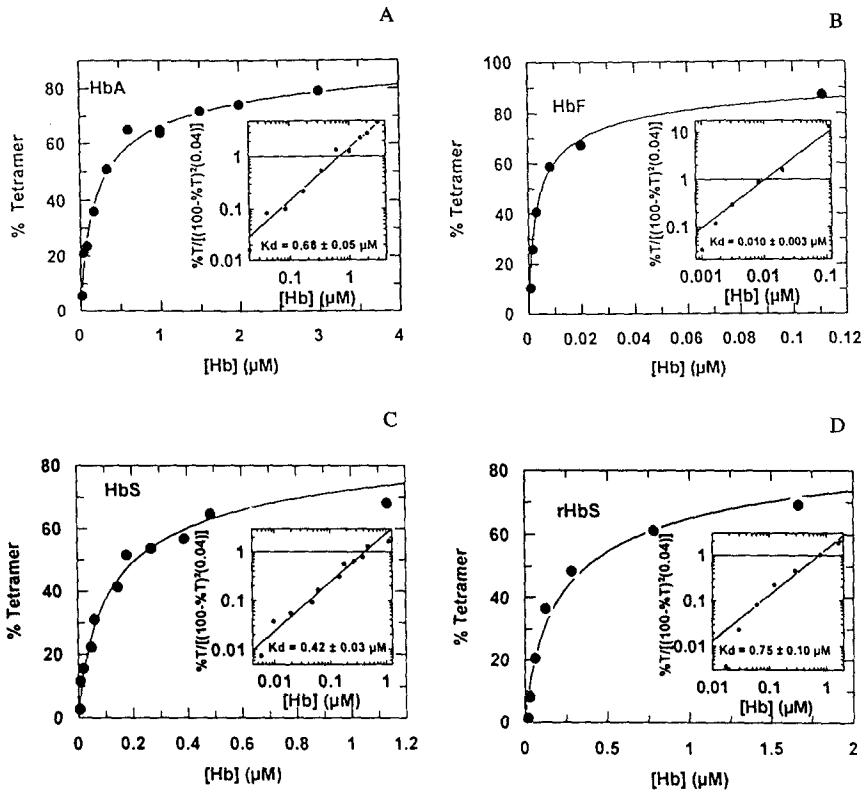 A
HbA
% Tetramer
80
60
40
20
0
%T/[(100-%T)²(0.04)]
1
0.1
0.01
Kd = 0.68 ± 0.05 µM
0.1
1
[Hb] (µM)
0
1
2
3
4
[Hb] (µM)
B
HbF
% Tetramer
100
80
60
40
20
0
%T/[(100-%T)²(0.04)]
10
1
0.1
Kd = 0.010 ± 0.003 µM
0.001
0.01
0.1
[Hb] (µM)
0
0.02
0.04
0.06
0.08
0.1
0.12
[Hb] (µM)
C
HbS
% Tetramer
80
60
40
20
0
%T/[(100-%T)²(0.04)]
1
0.1
0.01
Kd = 0.42 ± 0.03 µM
0.01
0.1
1
[Hb] (µM)
0
0.2
0.4
0.6
0.8
1
1.2
[Hb] (µM)
D
rHbS
% Tetramer
80
60
40
20
0
%T/[(100-%T)²(0.04)]
1
0.1
0.01
Kd = 0.75 ± 0.10 µM
0.01
0.1
1
[Hb] (µM)
0
0.5
1
1.5
2
[Hb] (µM)